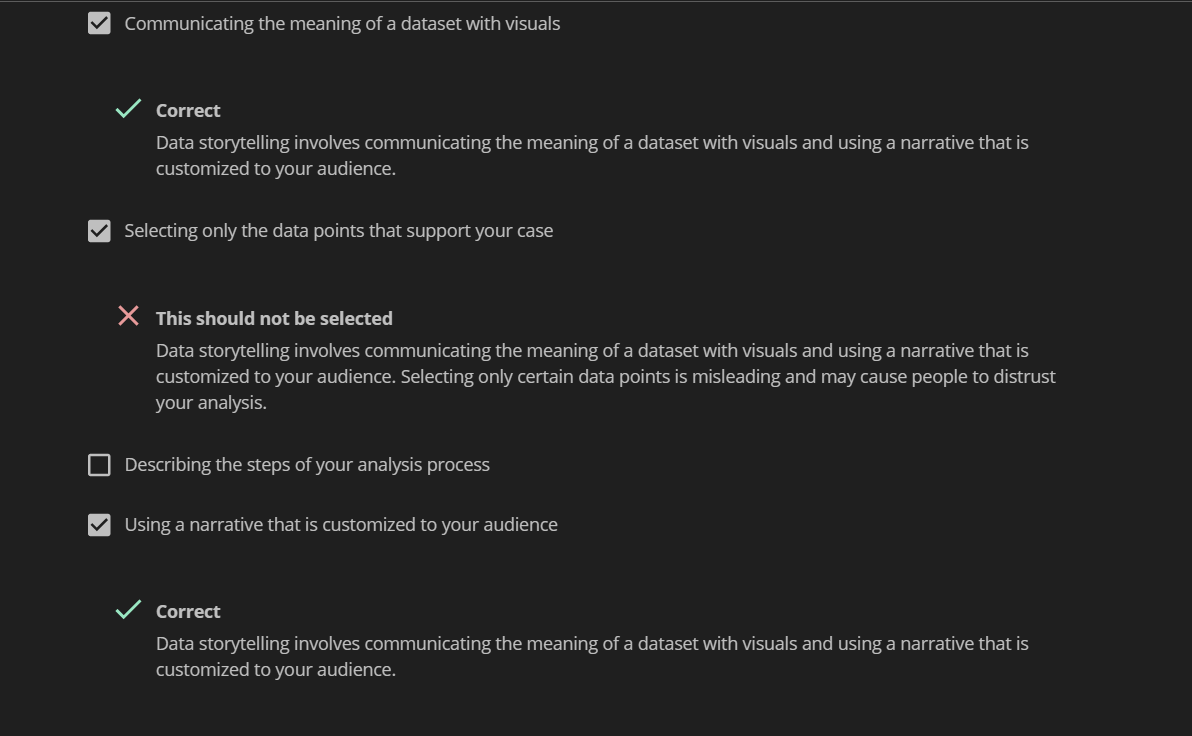 Communicating the meaning of a dataset with visuals
Correct
Data storytelling involves communicating the meaning of a dataset with visuals and using a narrative that is
customized to your audience.
Selecting only the data points that support your case
This should not be selected
Data storytelling involves communicating the meaning of a dataset with visuals and using a narrative that is
customized to your audience. Selecting only certain data points is misleading and may cause people to distrust
your analysis.
Describing the steps of your analysis process
Using a narrative that is customized to your audience
Correct
Data storytelling involves communicating the meaning of a dataset with visuals and using a narrative that is
customized to your audience.